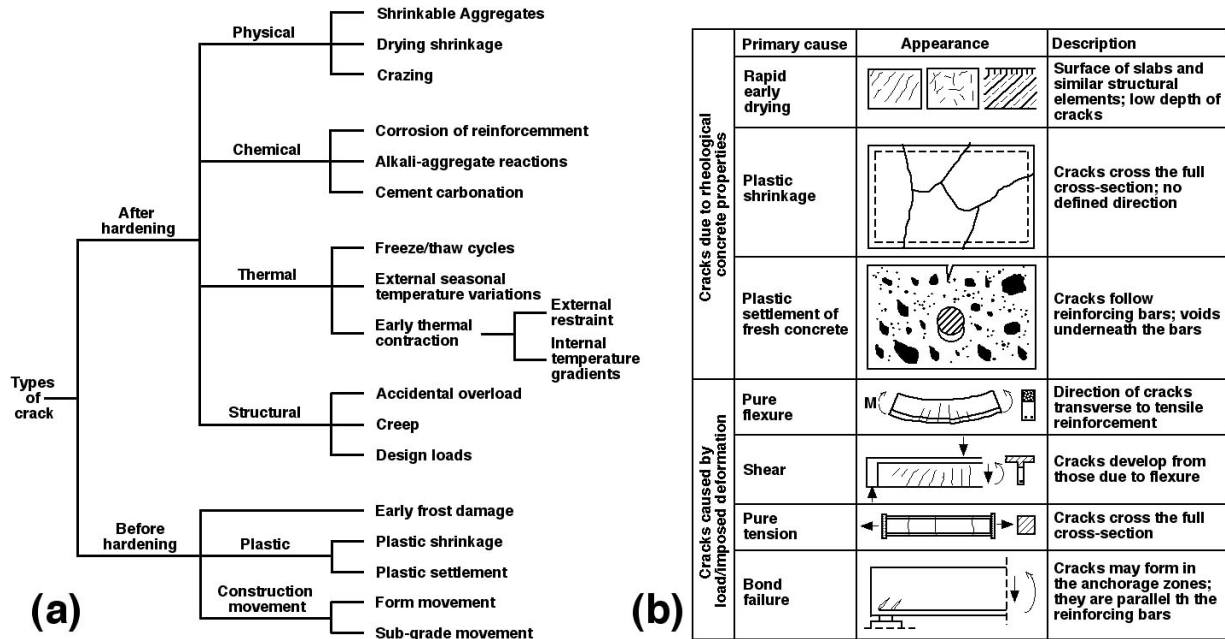 Types
of
crack
After
hardening
Before
hardening
Physical
Chemical
Thermal
Structural
Plastic
Construction
movement
Shrinkable Aggregates
Drying shrinkage
Crazing
Corrosion of reinforcemment
Alkali-aggregate reactions
Cement carbonation
Freeze/thaw cycles
External seasonal
temperature variations
Early thermal
contraction
External
restraint
Internal
temperature
gradients
Accidental overload
Creep
Design loads
Early frost damage
Plastic shrinkage
Plastic settlement
Form movement
Sub-grade movement
(a)
Primary cause
Appearance
Description
Cracks due to rheological
concrete properties
Rapid
early
drying
Surface of slabs and
similar structural
elements; low depth of
cracks
Plastic
shrinkage
Cracks cross the full
cross-section; no
defined direction
Plastic
settlement
of fresh concrete
Cracks follow
reinforcing bars; voids
underneath the bars
Cracks caused by
load/imposed deformation
Pure
flexure
M
Direction of cracks
transverse to tensile
reinforcement
Shear
Cracks develop from
those due to flexure
Pure
tension
Cracks cross the full
cross-section
Bond
failure
Cracks may form in
the anchorage zones;
they are parallel th the
reinforcing bars
(b)